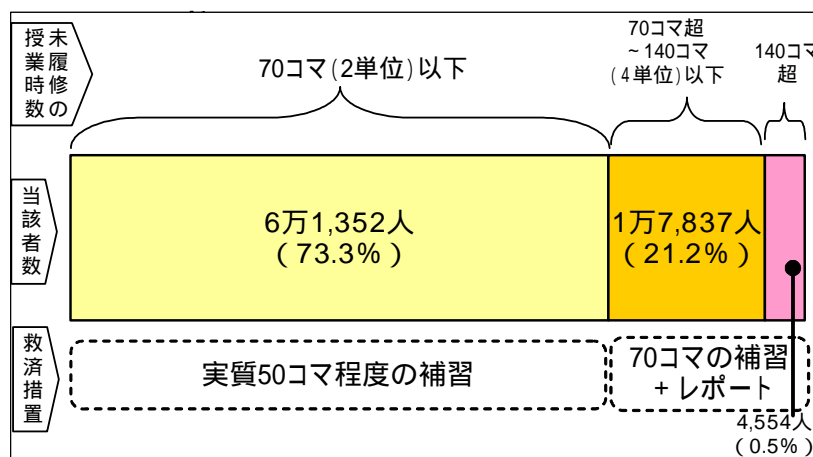 未履修の
授業時数
70コマ(2単位)以下
70コマ超
~140コマ
(4単位)以下
140コマ
超
当該者数
6万1,352人
(73.3%)
1万7,837人
(21.2%)
救済措置
実質50コマ程度の補習
70コマの補習
+レポート
4,554人
(0.5%)